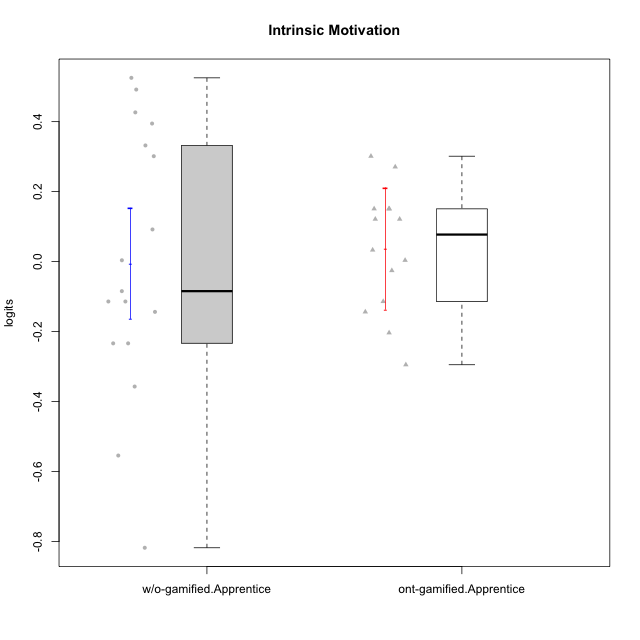 Intrinsic Motivation
logits
0.4
0.2
0.0
-0.2
-0.4
-0.6
-0.8
w/o-gamified.Apprentice
ont-gamified.Apprentice